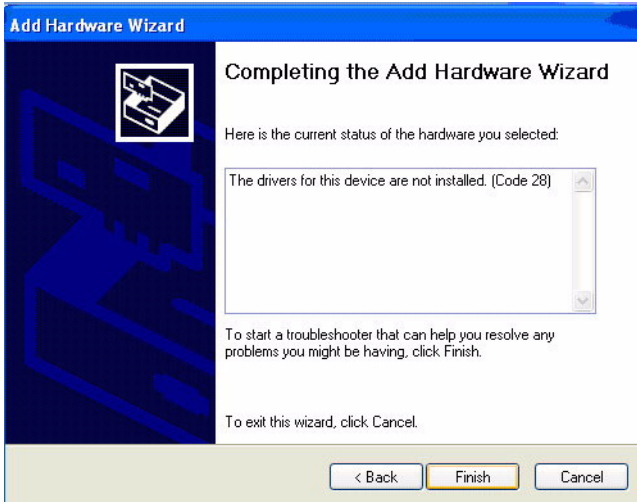 Add Hardware Wizard
Completing the Add Hardware Wizard
Here is the current status of the hardware you selected:
The drivers for this device are not installed. (Code 28)
To start a troubleshooter that can help you resolve any
problems you might be having, click Finish.
To exit this wizard, click Cancel.
< Back
Finish
Cancel